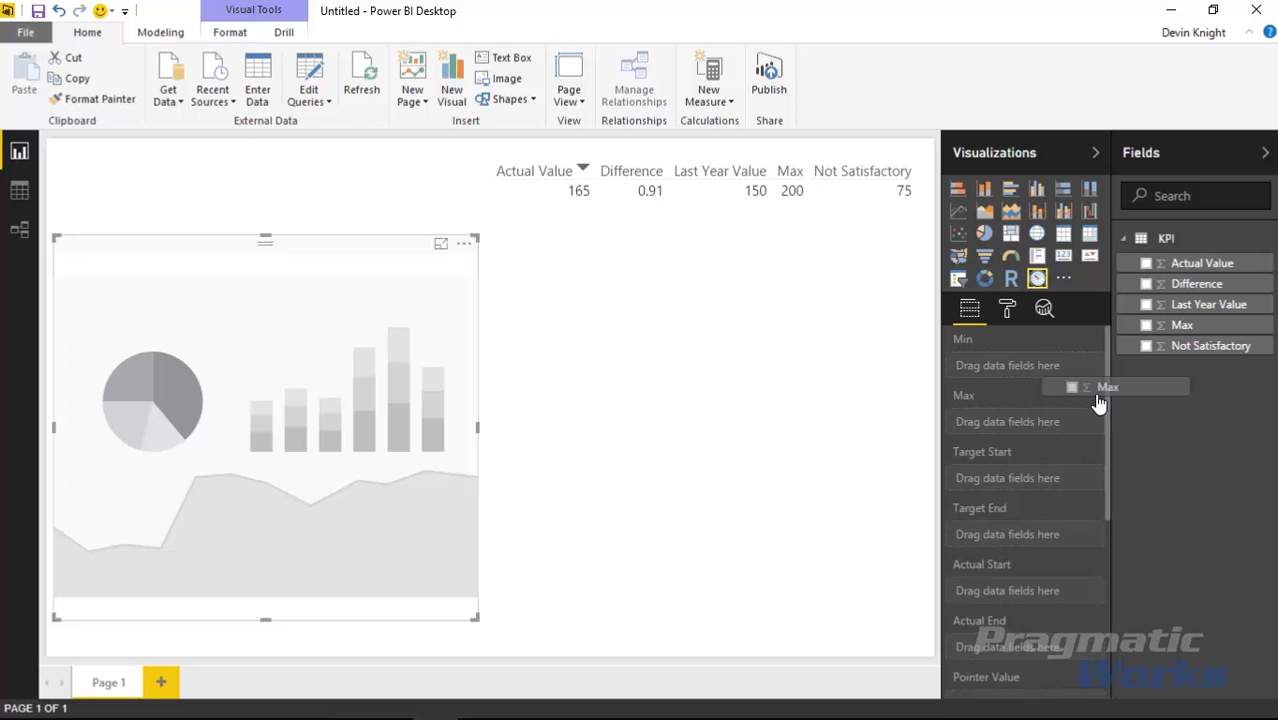 Visual Tools
Untitled - Power BI Desktop
File
Home
Modeling
Format
Drill
Devin Knight
Paste
Cut
Copy
Format Painter
Clipboard
Get Data
Recent Sources
Enter Data
Edit Queries
Refresh
External Data
New Page
New Visual
Text Box
Image
Shapes
Insert
Page View
View
Manage Relationships
Relationships
New Measure
Calculations
Publish
Share
Actual Value Difference Last Year Value Max Not Satisfactory
165 0.91 150 200 75
Visualizations
R
123
Min
Drag data fields here
Max
Drag data fields here
Target Start
Drag data fields here
Target End
Drag data fields here
Actual Start
Drag data fields here
Actual End
Drag data fields here
Pointer Value
Fields
Search
KPI
Σ Actual Value
Σ Difference
Σ Last Year Value
Σ Max
Σ Not Satisfactory
Σ Max
Pragmatic
Works
Page 1
PAGE 1 OF 1